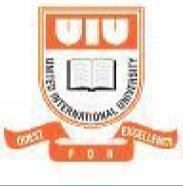 UIU
UNITED INTERNATIONAL UNIVERSITY
QUEST FOR EXCELLENCE